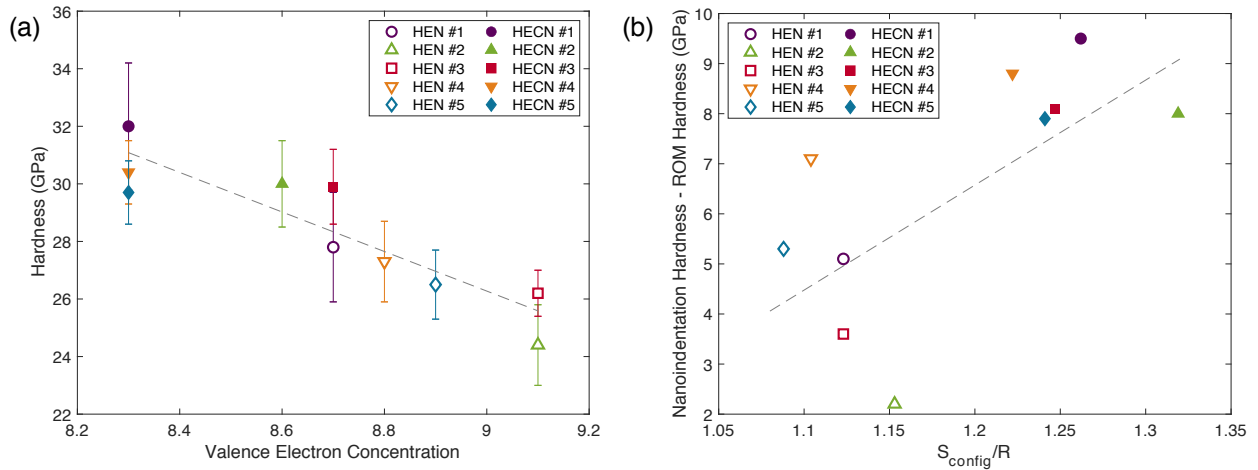 (a)
36
34
32
30
28
26
24
22
Hardness (GPa)
8.2
8.4
8.6
8.8
9
9.2
Valence Electron Concentration
HEN #1
HECN #1
HEN #2
HECN #2
HEN #3
HECN #3
HEN #4
HECN #4
HEN #5
HECN #5
(b)
10
9
8
7
6
5
4
3
2
Nanoindentation Hardness - ROM Hardness (GPa)
1.05
1.1
1.15
1.2
1.25
1.3
1.35
S_config/R
HEN #1
HECN #1
HEN #2
HECN #2
HEN #3
HECN #3
HEN #4
HECN #4
HEN #5
HECN #5